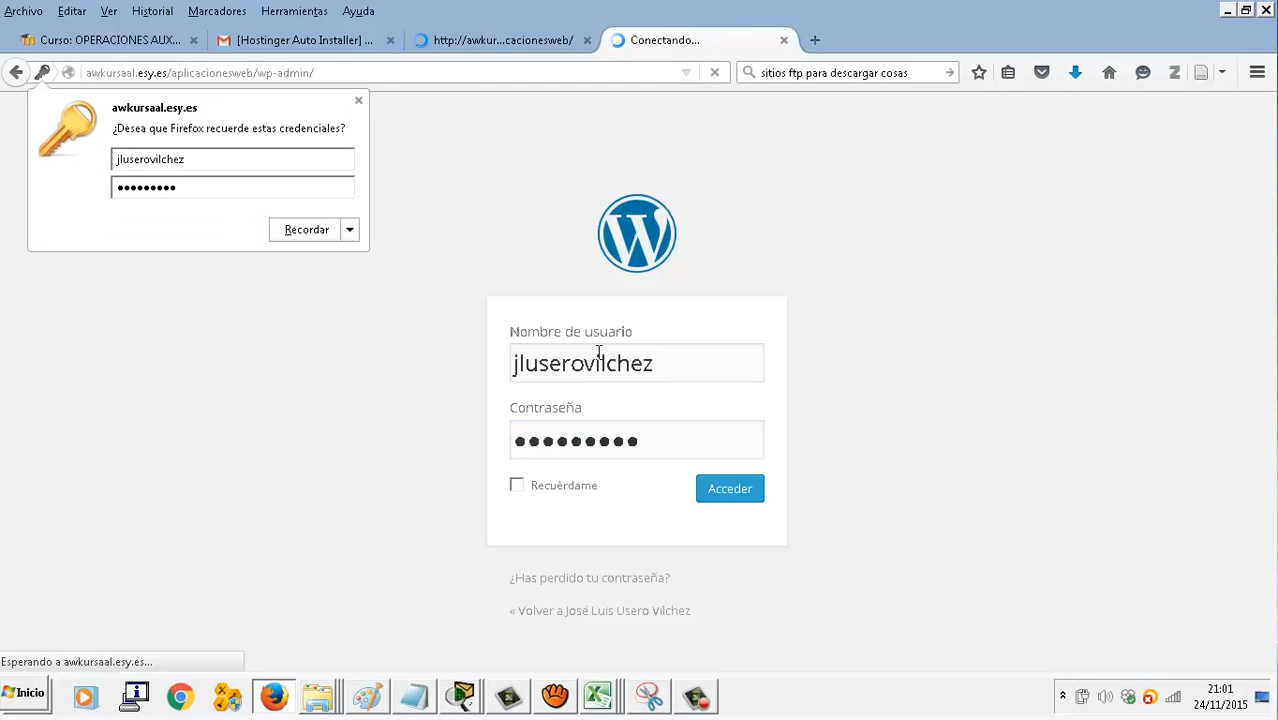 Archivo Editar Ver Historial Marcadores Herramientas Ayuda
Curso: OPERACIONES AUX... [Hostinger Auto Installer] ... http://awkur...cacionesweb/ Conectando...
awkursaal.esy.es/aplicacionesweb/wp-admin/ sitios ftp para descargar cosas
awkursaal.esy.es
¿Desea que Firefox recuerde estas credenciales?
jluserovilchez
•••••••••
Recordar
Nombre de usuario
jluserovilchez
Contraseña
•••••••••
Recuérdame Acceder
¿Has perdido tu contraseña?
« Volver a José Luis Usero Vílchez
Esperando a awkursaal.esy.es...
Inicio
21:01
24/11/2015